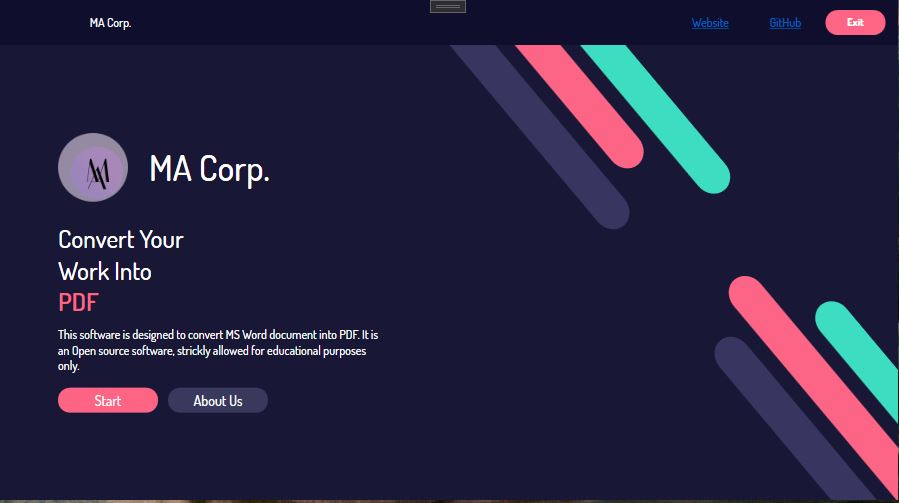 MA Corp.
Website
GitHub
Exit
MA Corp.
Convert Your
Work Into
PDF
This software is designed to convert MS Word document into PDF. It is
an Open source software, strickly allowed for educational purposes
only.
Start
About Us